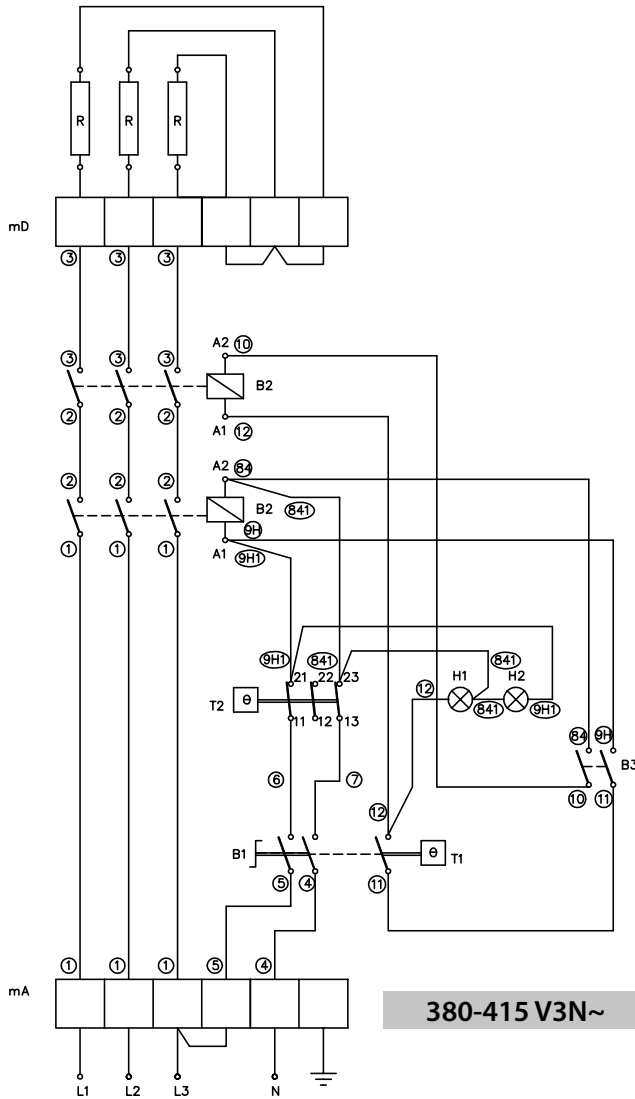 R R R
mD
3 3 3
A2 10
3 3 3
B2
2 2 2
A1 12
A2 84
2 2 2
B2 841
9H
1 1 1
A1 9H1
9H1 841 841
21 22 23
H1 H2
12
θ
T2
841 9H1
11 12 13
84 9H
B3
6 7
10 11
12
B1
θ
T1
5 4 11
1 1 1 5 4
mA
380-415 V3N~
L1 L2 L3 N